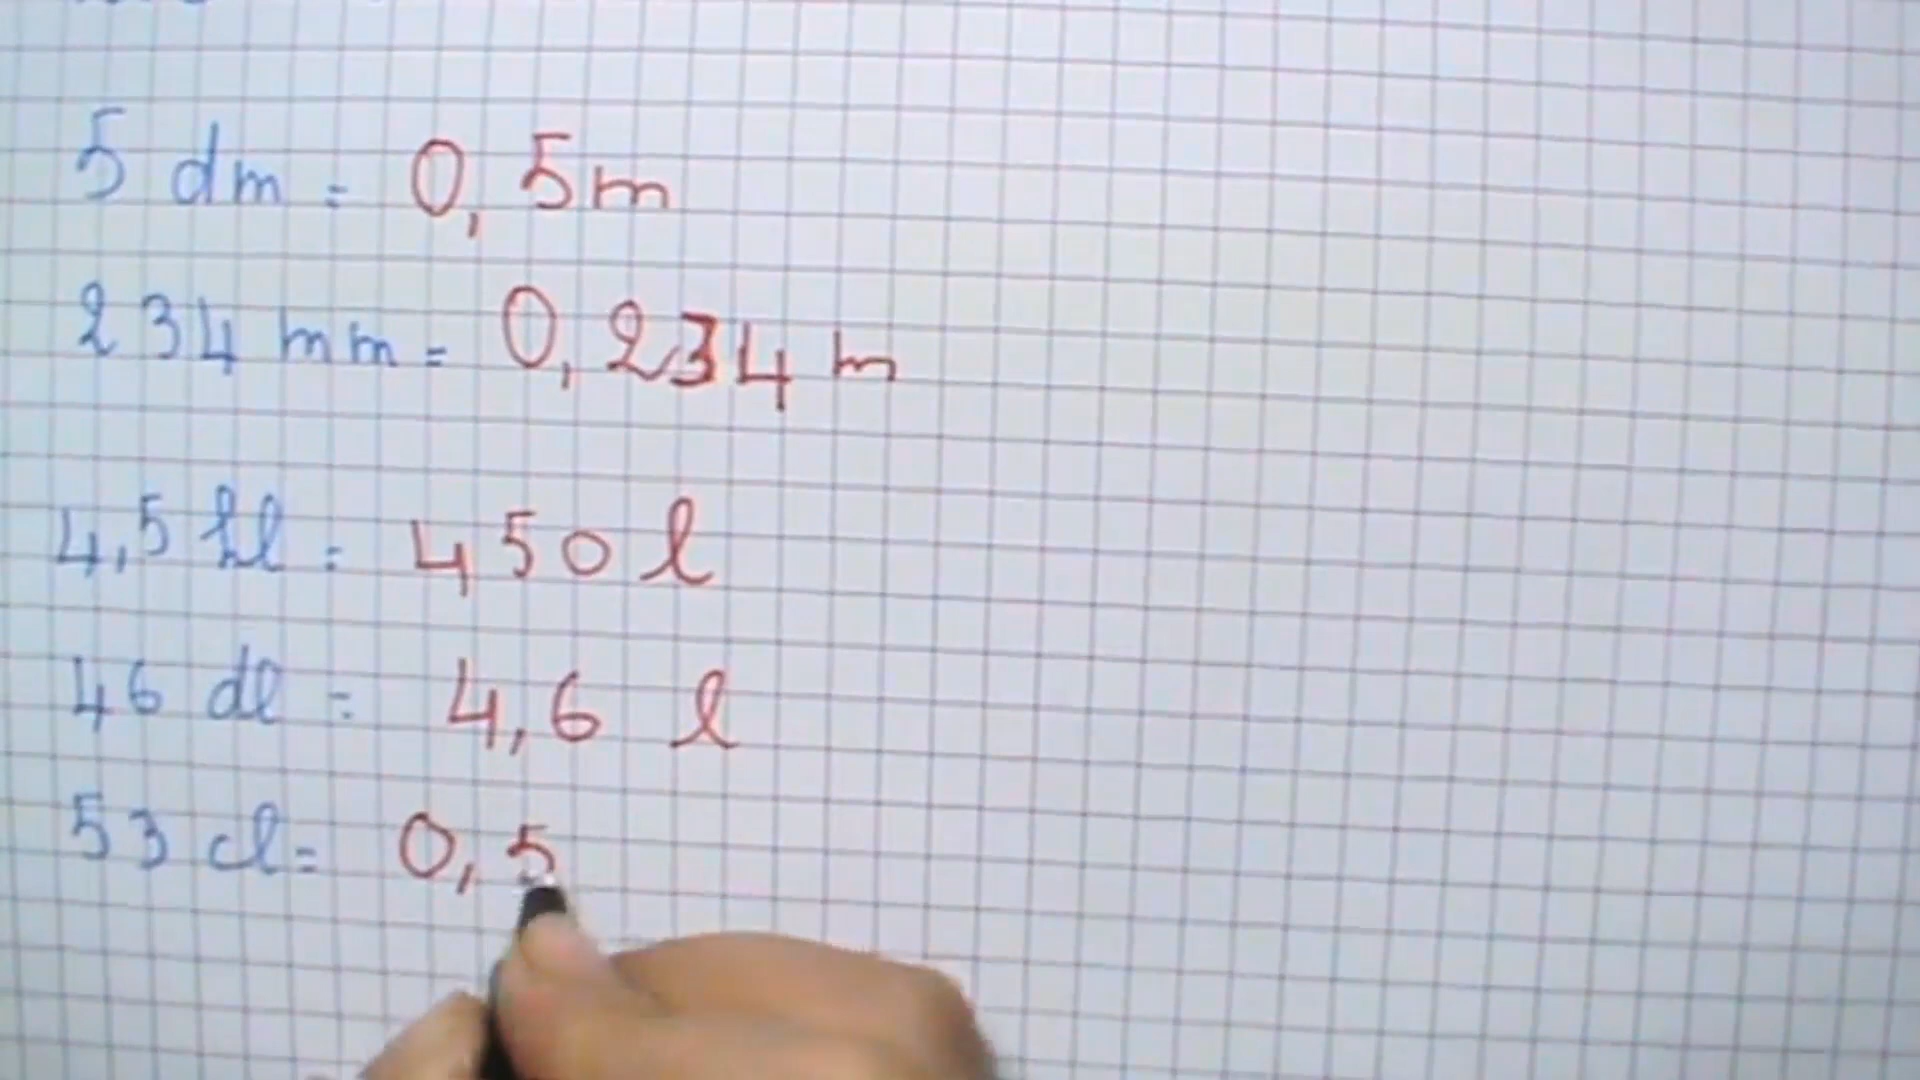 5 dm = 0,5 m
234 mm = 0,234 m
4,5 hl = 450 l
46 dl = 4,6 l
53 cl = 0,5